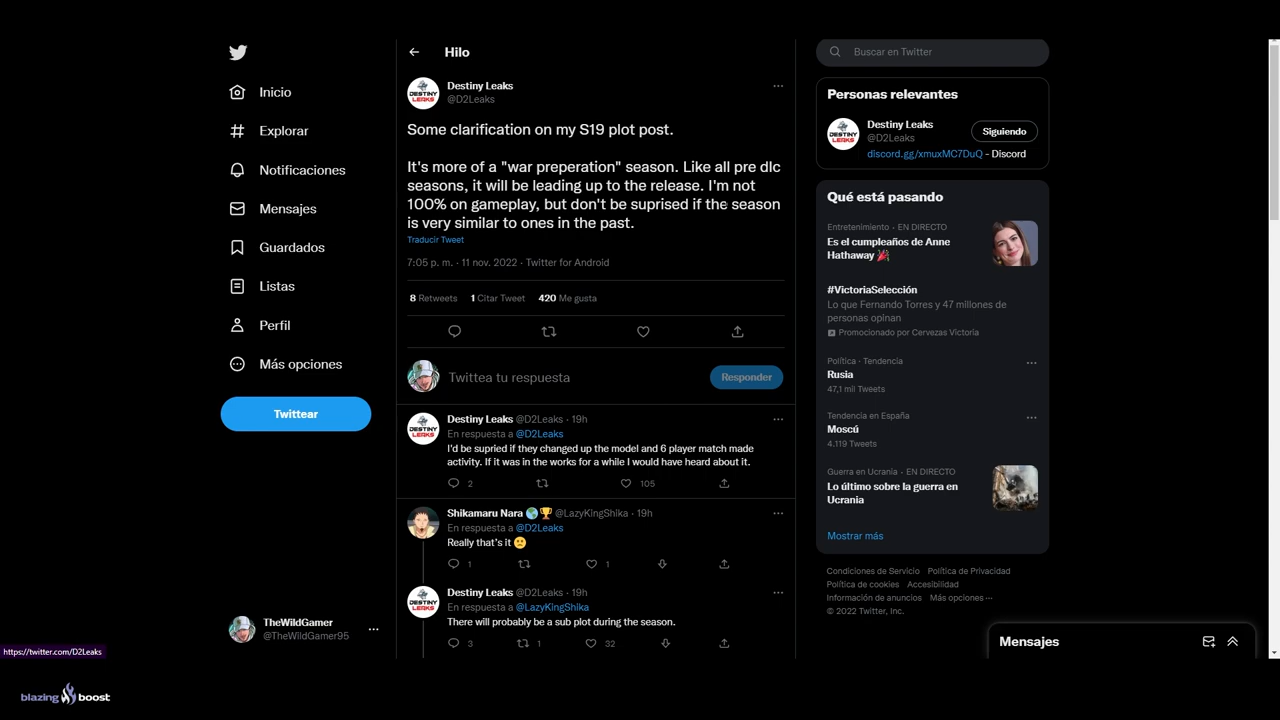 Inicio
Explorar
Notificaciones
Mensajes
Guardados
Listas
Perfil
Más opciones
Twittear
TheWildGamer
@TheWildGamer95
https://twitter.com/D2Leaks
blazing boost
Hilo
DESTINY LEAKS
Destiny Leaks
@D2Leaks
Some clarification on my S19 plot post.
It's more of a "war preperation" season. Like all pre dlc
seasons, it will be leading up to the release. I'm not
100% on gameplay, but don't be suprised if the season
is very similar to ones in the past.
Traducir Tweet
7:05 p. m. · 11 nov. 2022 · Twitter for Android
8 Retweets 1 Citar Tweet 420 Me gusta
Twittea tu respuesta
Responder
DESTINY LEAKS
Destiny Leaks @D2Leaks · 19h
En respuesta a @D2Leaks
I'd be supried if they changed up the model and 6 player match made
activity. If it was in the works for a while I would have heard about it.
2 105
Shikamaru Nara 🌎🏆 @LazyKingShika · 19h
En respuesta a @D2Leaks
Really that's it 🙁
1 1
DESTINY LEAKS
Destiny Leaks @D2Leaks · 19h
En respuesta a @LazyKingShika
There will probably be a sub plot during the season.
3 1 32
Buscar en Twitter
Personas relevantes
DESTINY LEAKS
Destiny Leaks
@D2Leaks
Siguiendo
discord.gg/xmuxMC7DuQ - Discord
Qué está pasando
Entretenimiento · EN DIRECTO
Es el cumpleaños de Anne
Hathaway 🎉
#VictoriaSelección
Lo que Fernando Torres y 47 millones de
personas opinan
Promocionado por Cervezas Victoria
Política · Tendencia
Rusia
47,1 mil Tweets
Tendencia en España
Moscú
4.119 Tweets
Guerra en Ucrania · EN DIRECTO
Lo último sobre la guerra en
Ucrania
Mostrar más
Condiciones de Servicio Política de Privacidad
Política de cookies Accesibilidad
Información de anuncios Más opciones ···
© 2022 Twitter, Inc.
Mensajes